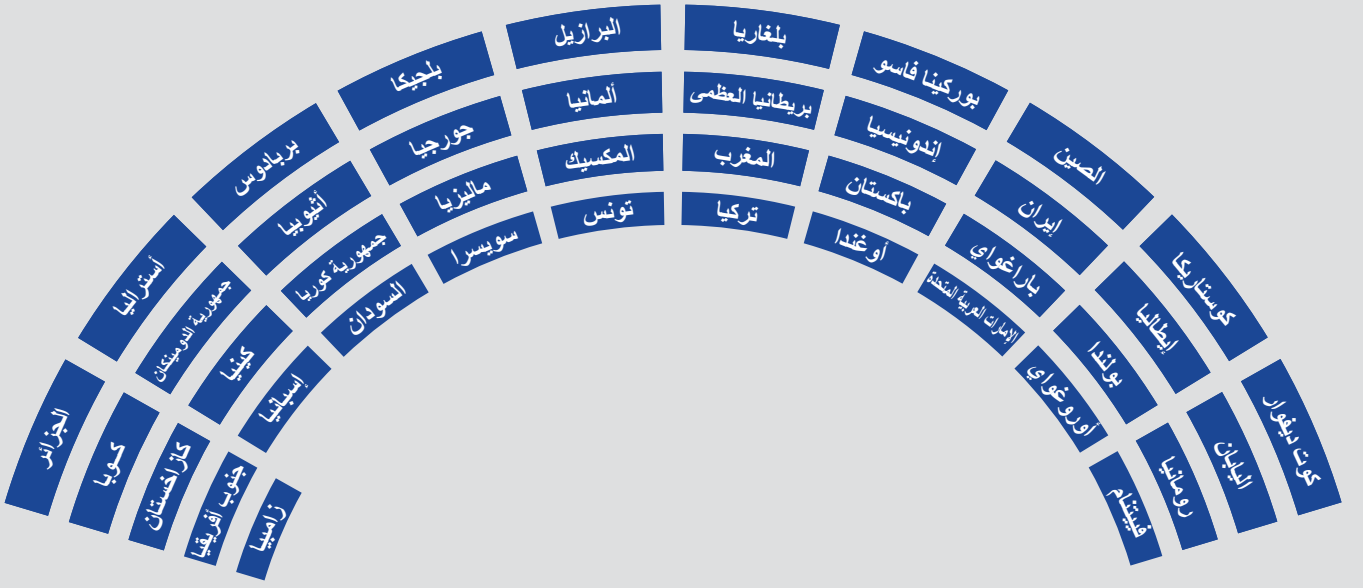 الجزائر
أستراليا
بربادوس
بلجيكا
البرازيل
بلغاريا
بوركينا فاسو
الصين
كوستاريكا
كوت ديفوار
كوبا
جمهورية الدومينكان
أثيوبيا
جورجيا
ألمانيا
بريطانيا العظمى
إندونيسيا
إيران
إيطاليا
اليابان
كازاخستان
كينيا
جمهورية كوريا
ماليزيا
المكسيك
المغرب
باكستان
باراغواي
بولندا
رومانيا
جنوب أفريقيا
إسبانيا
السودان
سويسرا
تونس
تركيا
أوغندا
الإمارات العربية المتحدة
أوروغواي
فييتنام
زامبيا